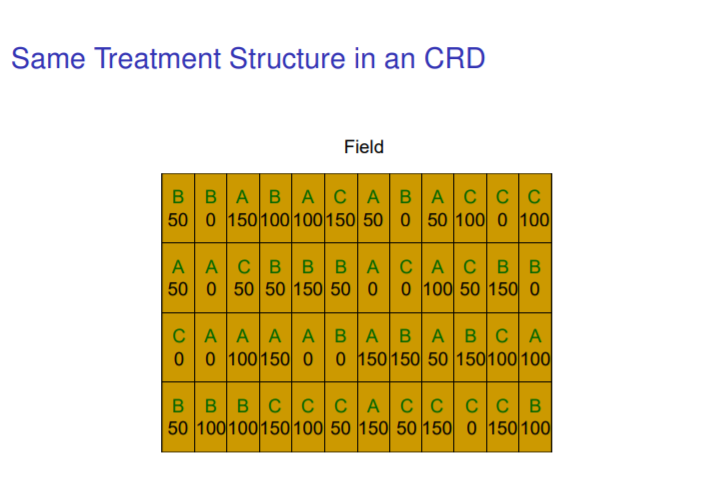 Same Treatment Structure in an CRD
Field
B B A B A C A B A C C C
50 0 150 100 100 150 50 0 50 100 0 100
A A C B B B A C A C B B
50 0 50 50 150 50 0 0 100 50 150 0
C A A A A B A B A B C A
0 0 100 150 0 0 150 150 50 150 100 100
B B B C C C A C C C C B
50 100 100 150 100 50 150 50 150 0 150 100